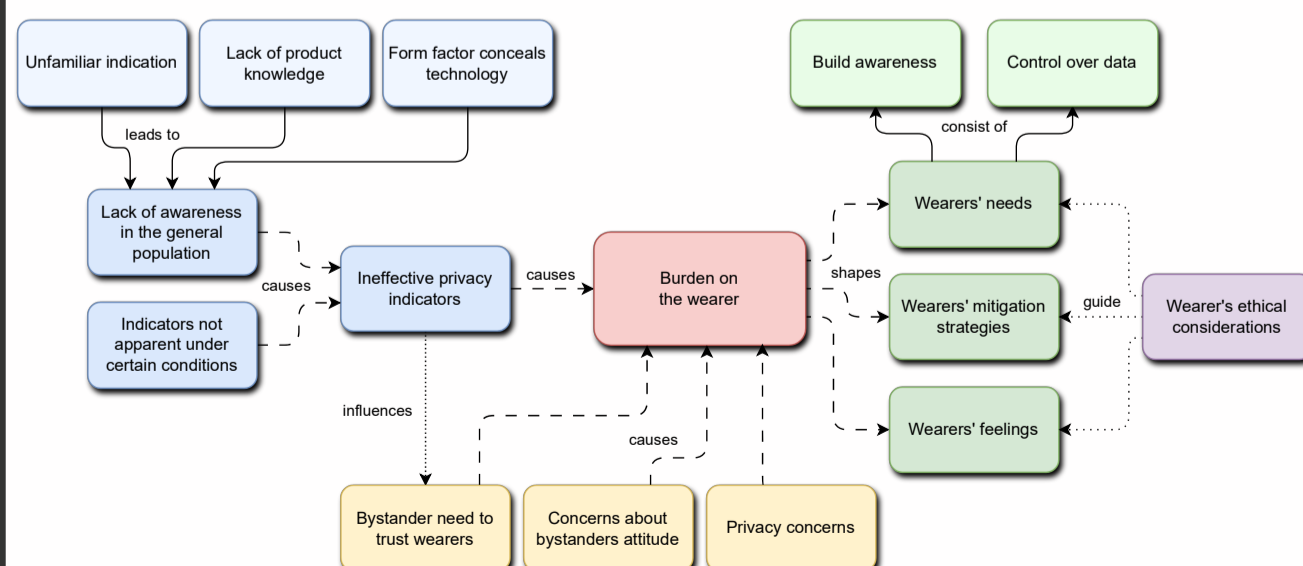 Unfamiliar indication
Lack of product
knowledge
Form factor conceals
technology
Build awareness
Control over data
leads to
consist of
Lack of awareness
in the general
population
Wearers' needs
causes
Ineffective privacy
indicators
causes
Burden on
the wearer
shapes
Indicators not
apparent under
certain conditions
Wearers' mitigation
strategies
guide
Wearer's ethical
considerations
influences
causes
Wearers' feelings
Bystander need to
trust wearers
Concerns about
bystanders attitude
Privacy concerns